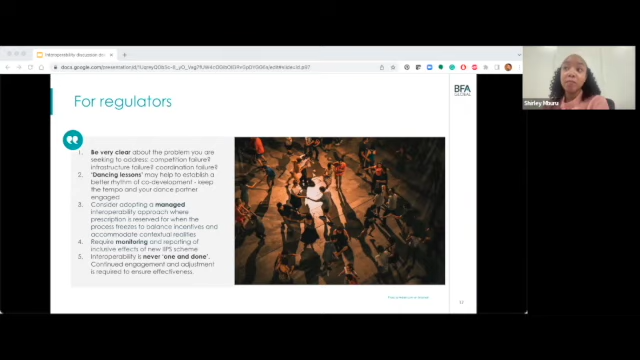 Interoperability discussion
For regulators
BFA
GLOBAL
Shirley Mburu
1. Be very clear about the problem you are
seeking to address: competition failure?
infrastructure failure? coordination failure?
2. 'Dancing lessons' may help to establish a
better rhythm of co-development - keep
the tempo and your dance partner
engaged
3. Consider adopting a managed
interoperability approach where
prescription is reserved for when the
process freezes to balance incentives and
accommodate contextual realities
4. Require monitoring and reporting of
inclusive effects of new IIPS scheme
5. Interoperability is never 'one and done'.
Continued engagement and adjustment
is required to ensure effectiveness.